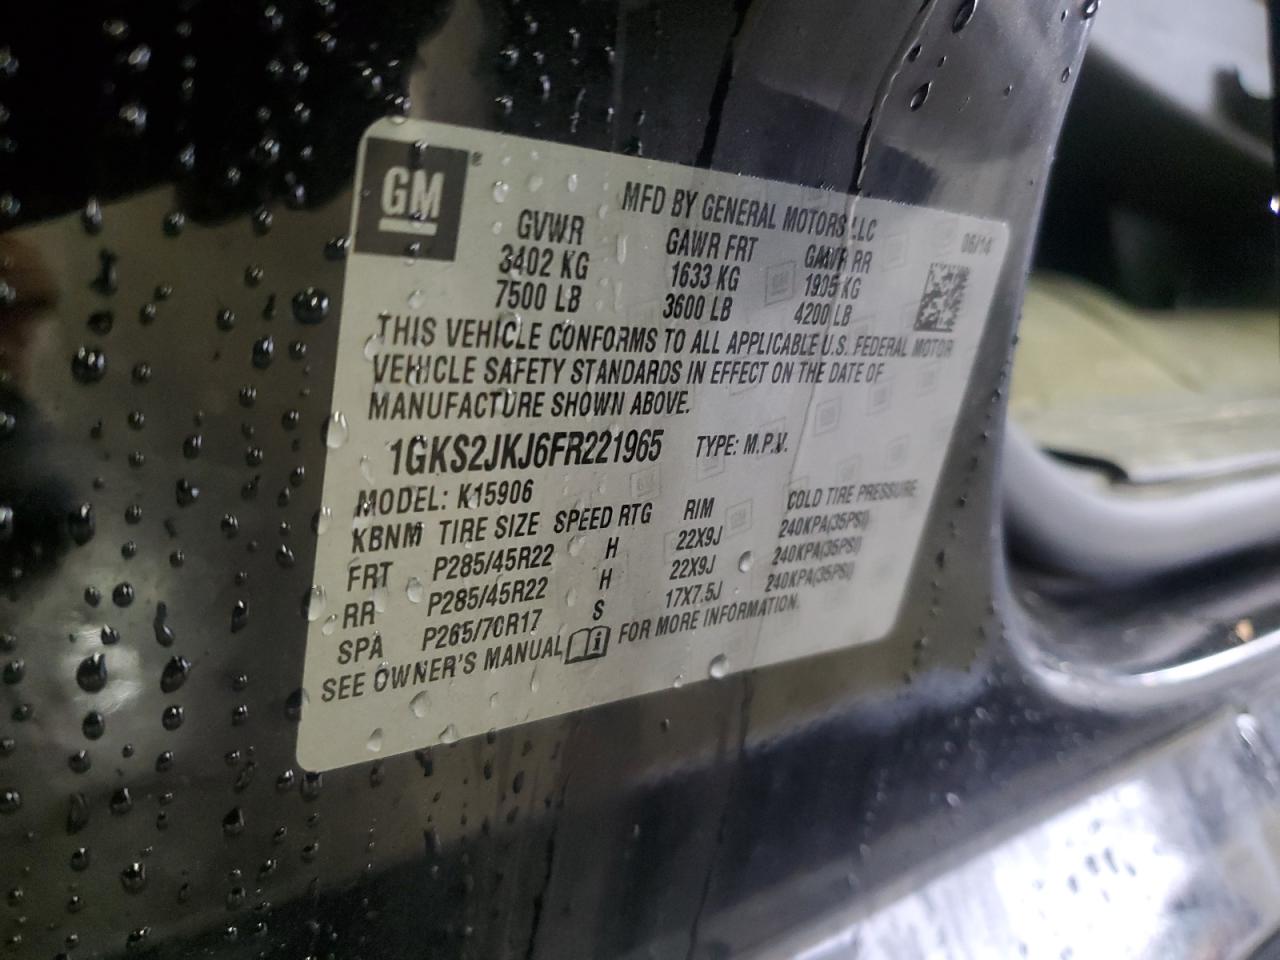 GM ®
MFD BY GENERAL MOTORS LLC
06/14
GVWR GAWR FRT GAWR RR
3402 KG 1633 KG 1905 KG
7500 LB 3600 LB 4200 LB
THIS VEHICLE CONFORMS TO ALL APPLICABLE U.S. FEDERAL MOTOR
VEHICLE SAFETY STANDARDS IN EFFECT ON THE DATE OF
MANUFACTURE SHOWN ABOVE.
1GKS2JKJ6FR221965 TYPE: M.P.V.
MODEL: K15906
KBNM TIRE SIZE SPEED RTG RIM COLD TIRE PRESSURE
FRT P285/45R22 H 22X9J 240KPA(35PSI)
RR P285/45R22 H 22X9J 240KPA(35PSI)
SPA P265/70R17 S 17X7.5J 240KPA(35PSI)
SEE OWNER'S MANUAL FOR MORE INFORMATION.